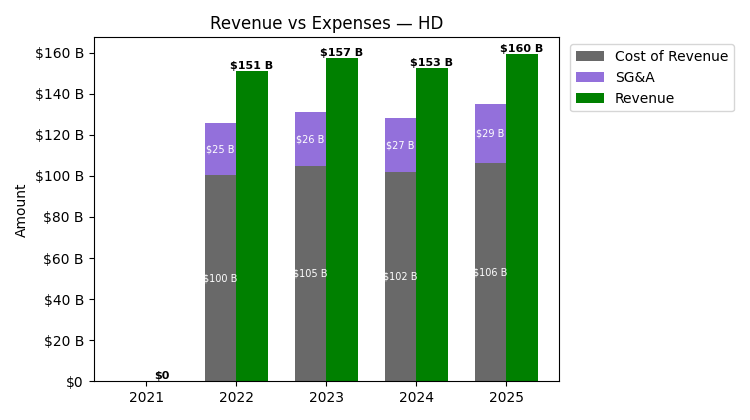 Revenue vs Expenses — HD
Amount
$160 B
$140 B
$120 B
$100 B
$80 B
$60 B
$40 B
$20 B
$0
$0
$151 B
$157 B
$153 B
$160 B
$25 B
$26 B
$27 B
$29 B
$100 B
$105 B
$102 B
$106 B
2021
2022
2023
2024
2025
Cost of Revenue
SG&A
Revenue